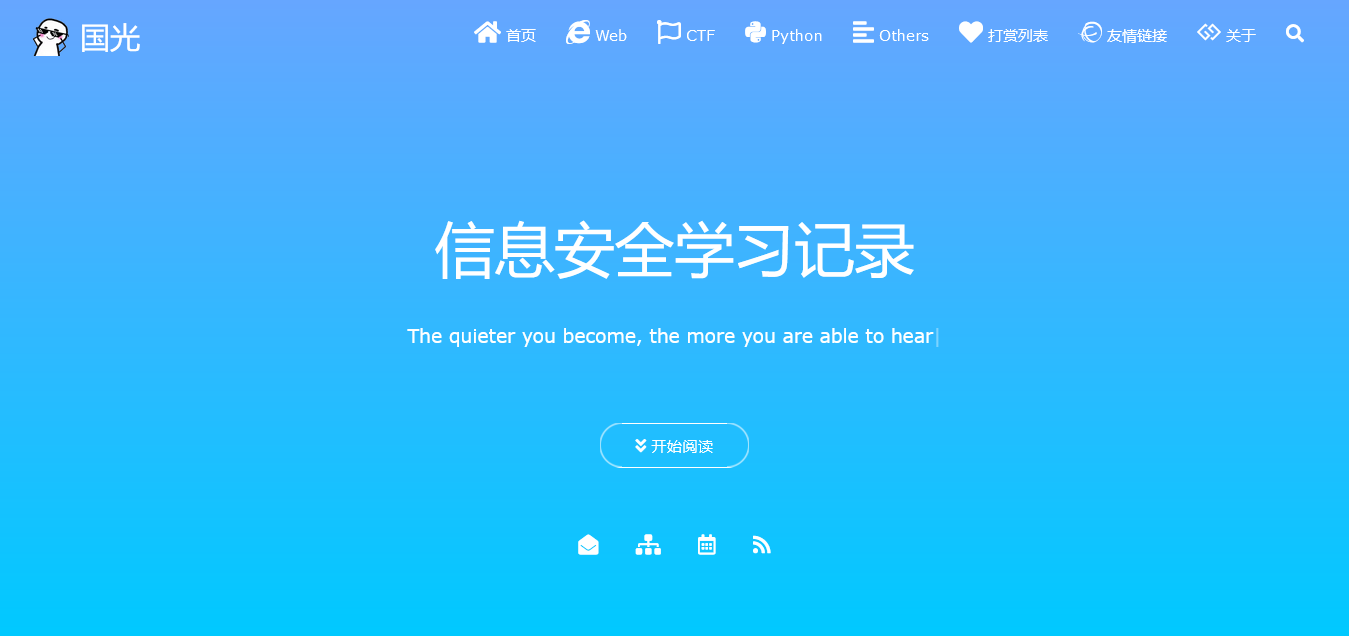 国光
首页 Web CTF Python Others 打赏列表 友情链接 关于
信息安全学习记录
The quieter you become, the more you are able to hear|
开始阅读